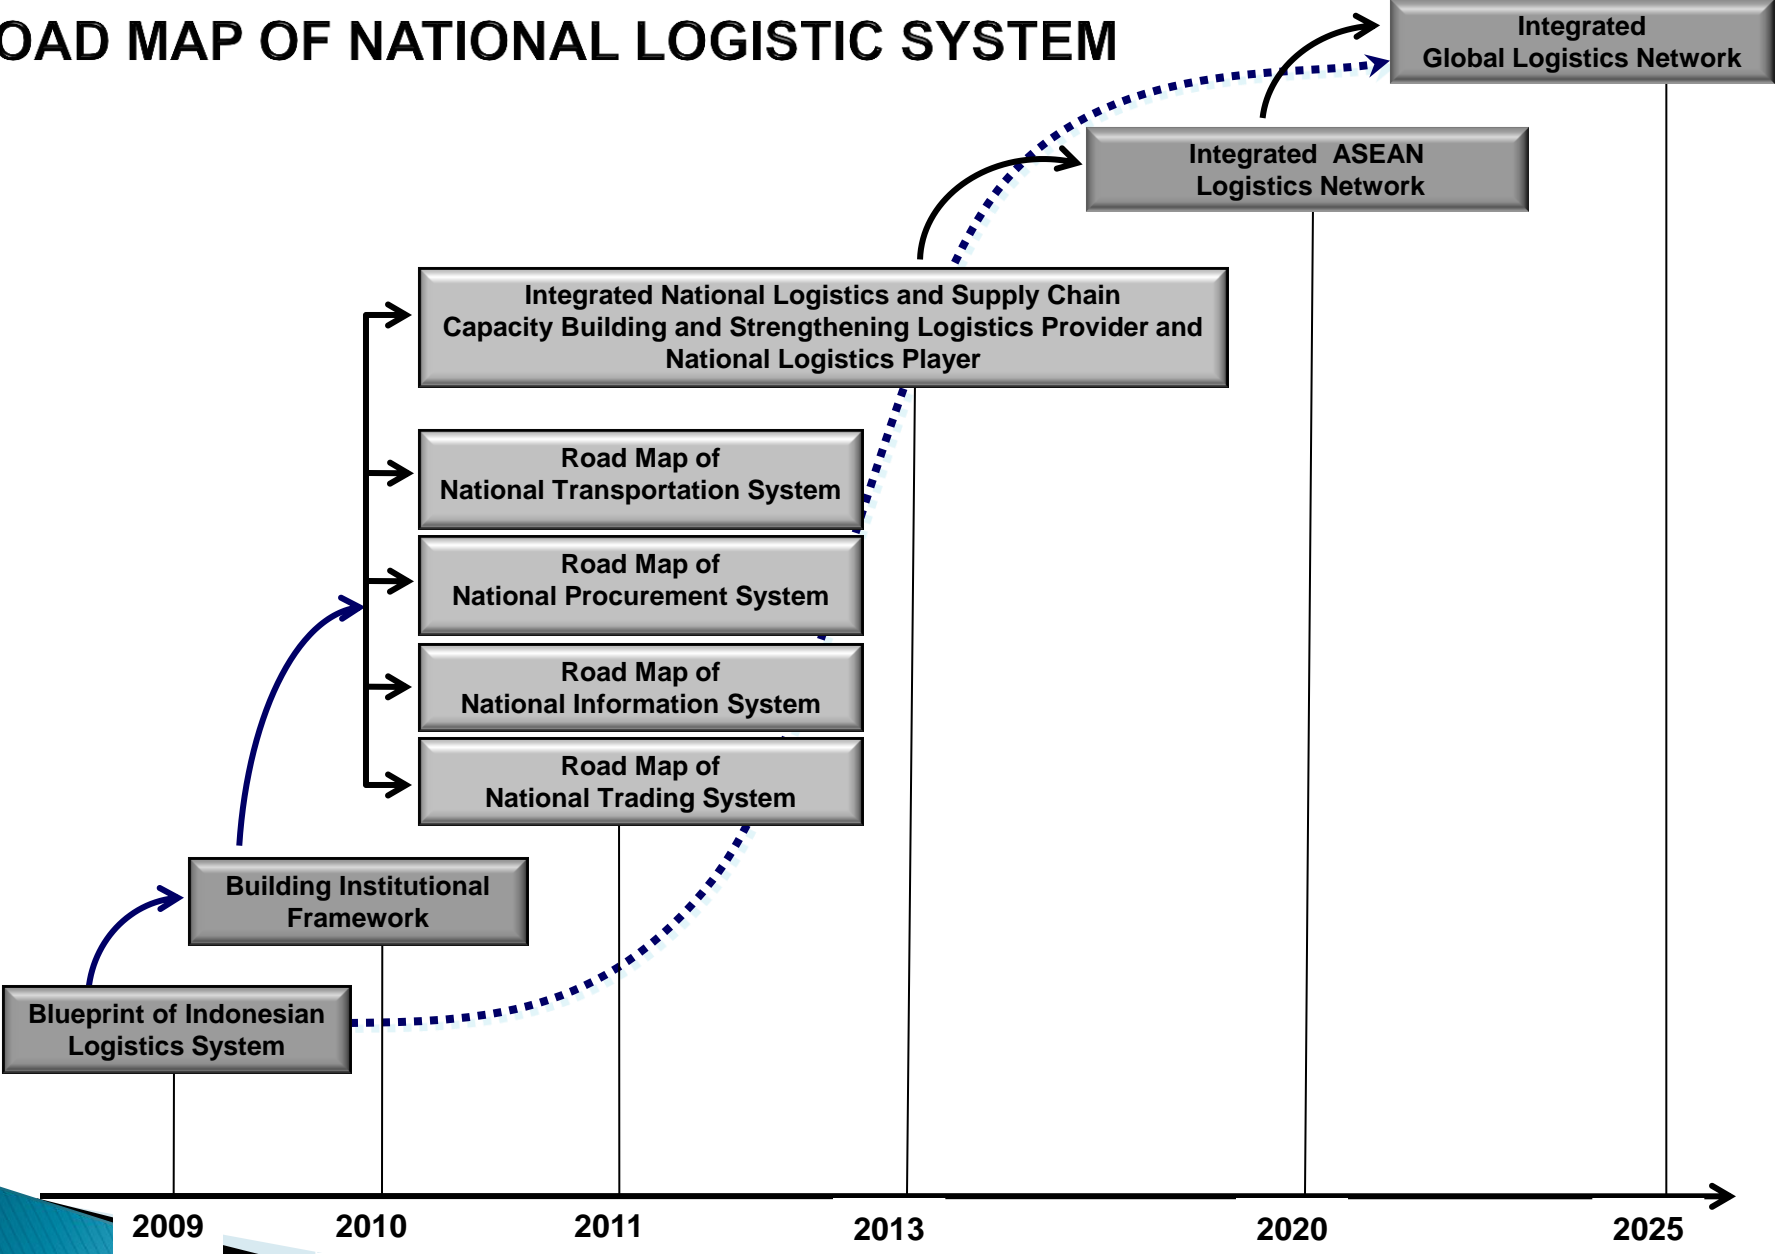 OAD MAP OF NATIONAL LOGISTIC SYSTEM
Integrated
Global Logistics Network
Integrated ASEAN
Logistics Network
Integrated National Logistics and Supply Chain
Capacity Building and Strengthening Logistics Provider and
National Logistics Player
Road Map of
National Transportation System
Road Map of
National Procurement System
Road Map of
National Information System
Road Map of
National Trading System
Building Institutional
Framework
Blueprint of Indonesian
Logistics System
2009 2010 2011 2013 2020 2025